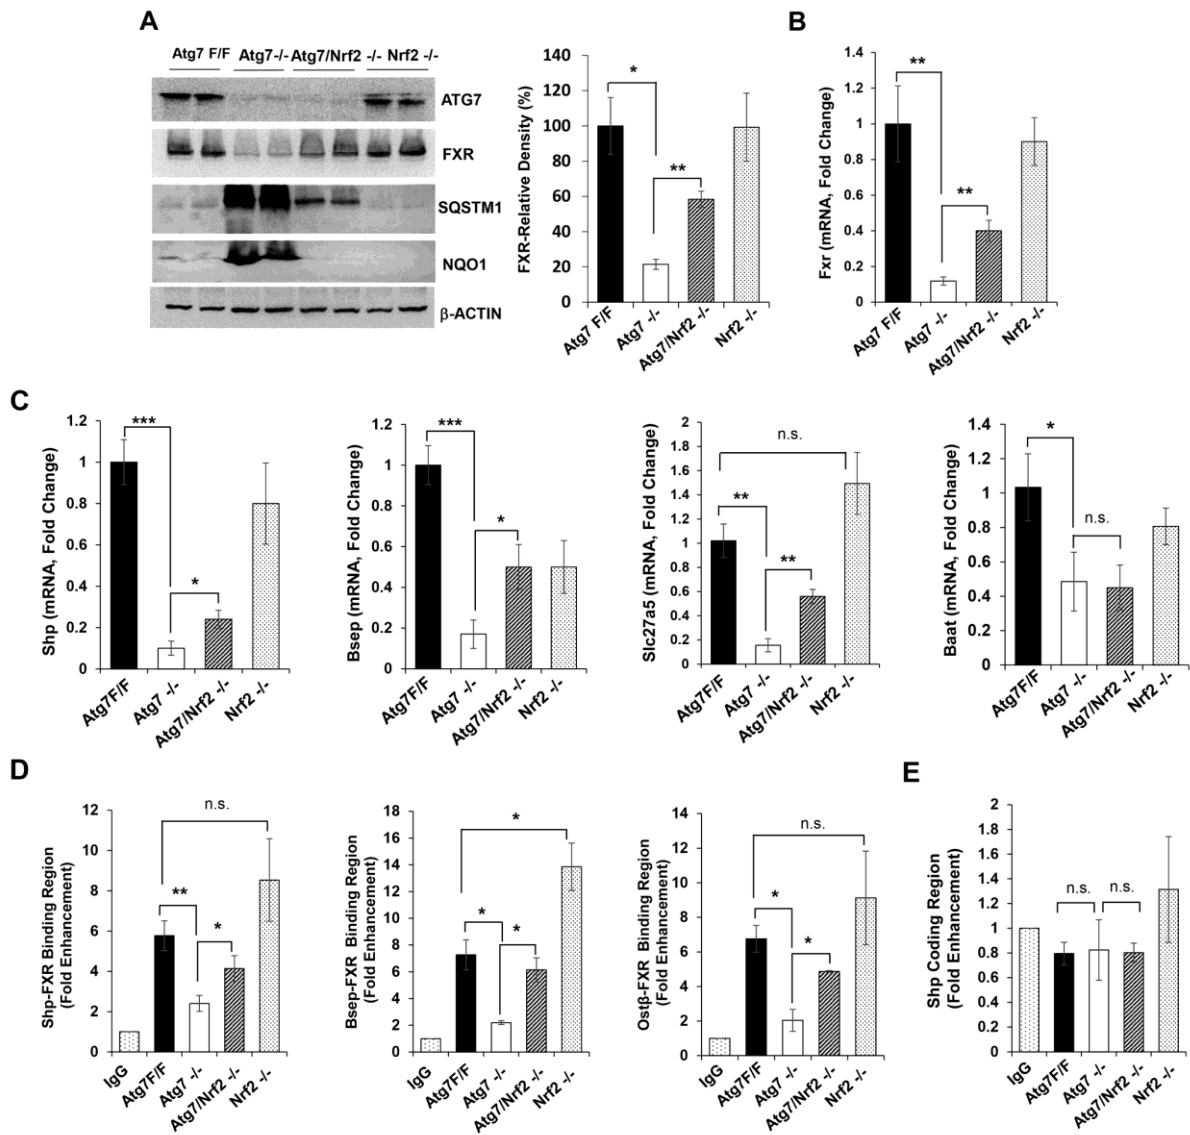 A
Atg7 F/F Atg7-/- Atg7/Nrf2 -/- Nrf2 -/-
ATG7
FXR
SQSTM1
NQO1
β-ACTIN
FXR-Relative Density (%)
140
120
100
80
60
40
20
0
*
**
Atg7 F/F
Atg7 -/-
Atg7/Nrf2 -/-
Nrf2 -/-
B
Fxr (mRNA, Fold Change)
1.4
1.2
1
0.8
0.6
0.4
0.2
0
**
**
Atg7 F/F
Atg7 -/-
Atg7/Nrf2 -/-
Nrf2 -/-
C
Shp (mRNA, Fold Change)
1.2
1
0.8
0.6
0.4
0.2
0
***
*
Atg7F/F
Atg7 -/-
Atg7/Nrf2 -/-
Nrf2 -/-
Bsep (mRNA, Fold Change)
1.2
1
0.8
0.6
0.4
0.2
0
***
*
Atg7F/F
Atg7 -/-
Atg7/Nrf2 -/-
Nrf2 -/-
Slc27a5 (mRNA, Fold Change)
2
1.8
1.6
1.4
1.2
1
0.8
0.6
0.4
0.2
0
n.s.
**
**
Atg7F/F
Atg7 -/-
Atg7/Nrf2 -/-
Nrf2 -/-
Baat (mRNA, Fold Change)
1.4
1.2
1
0.8
0.6
0.4
0.2
0
*
n.s.
Atg7F/F
Atg7 -/-
Atg7/Nrf2 -/-
Nrf2 -/-
D
Shp-FXR Binding Region
(Fold Enhancement)
12
10
8
6
4
2
0
n.s.
**
*
IgG
Atg7F/F
Atg7 -/-
Atg7/Nrf2 -/-
Nrf2 -/-
Bsep-FXR Binding Region
(Fold Enhancement)
18
16
14
12
10
8
6
4
2
0
*
*
*
IgG
Atg7F/F
Atg7 -/-
Atg7/Nrf2 -/-
Nrf2 -/-
Ostβ-FXR Binding Region
(Fold Enhancement)
14
12
10
8
6
4
2
0
n.s.
*
*
IgG
Atg7F/F
Atg7 -/-
Atg7/Nrf2 -/-
Nrf2 -/-
E
Shp Coding Region
(Fold Enhancement)
2
1.8
1.6
1.4
1.2
1
0.8
0.6
0.4
0.2
0
n.s.
n.s.
IgG
Atg7F/F
Atg7 -/-
Atg7/Nrf2 -/-
Nrf2 -/-